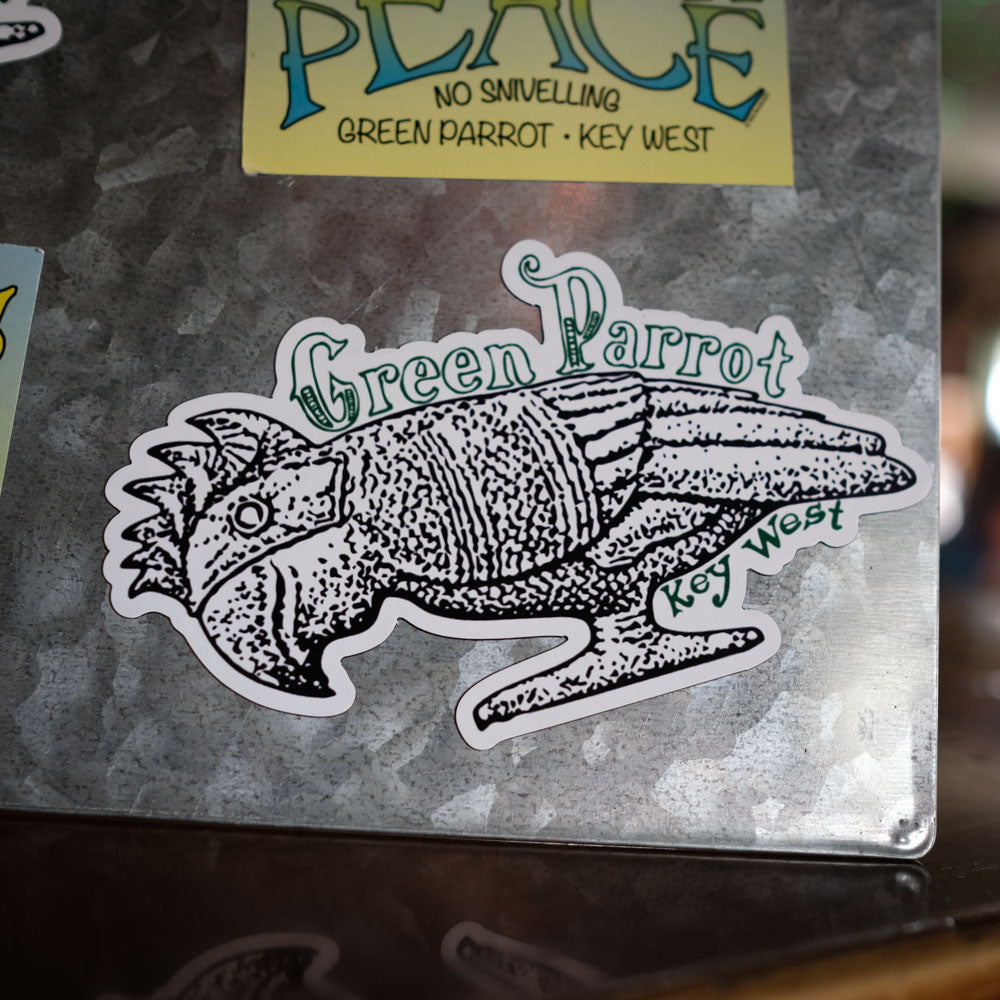 PEACE
NO SNIVELLING
GREEN PARROT · KEY WEST
Green Parrot
Key West